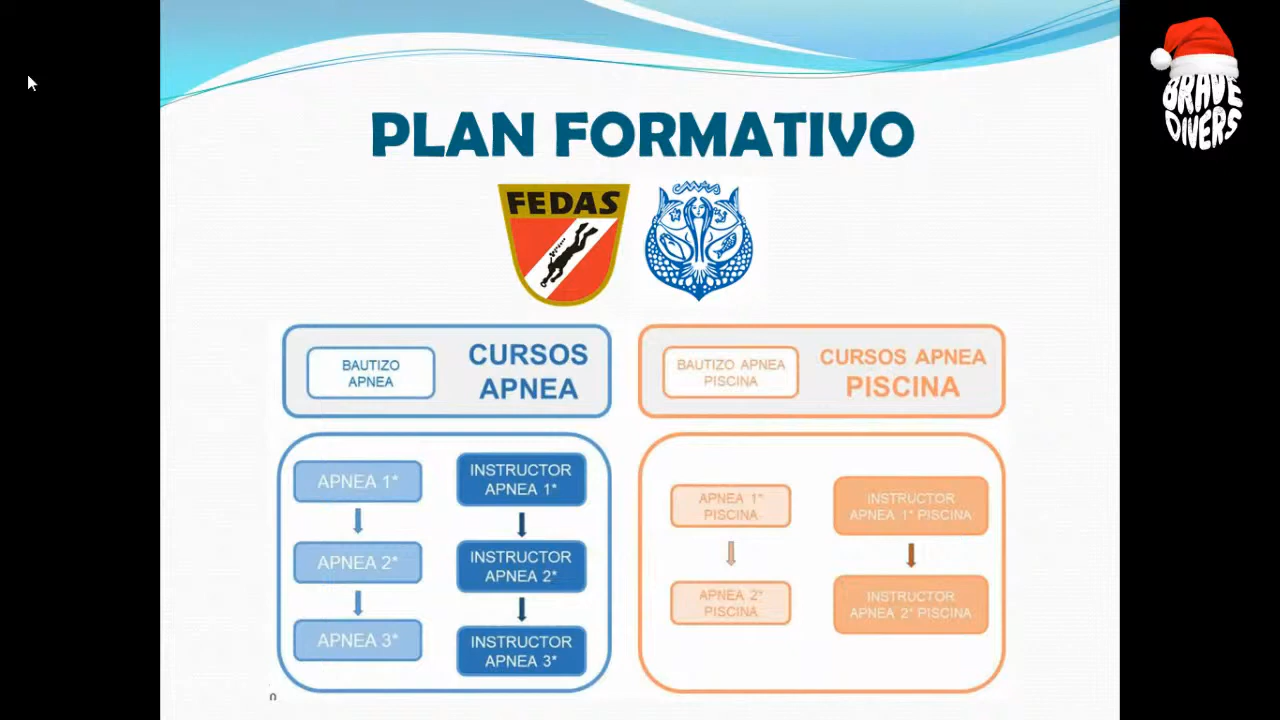 BRAVE
DIVERS
PLAN FORMATIVO
FEDAS
CMAS
BAUTIZO
APNEA
CURSOS
APNEA
BAUTIZO APNEA
PISCINA
CURSOS APNEA
PISCINA
APNEA 1*
APNEA 2*
APNEA 3*
INSTRUCTOR
APNEA 1*
INSTRUCTOR
APNEA 2*
INSTRUCTOR
APNEA 3*
APNEA 1*
PISCINA
APNEA 2*
PISCINA
INSTRUCTOR
APNEA 1* PISCINA
INSTRUCTOR
APNEA 2* PISCINA